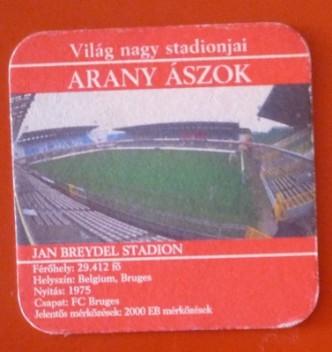 Világ nagy stadionjai
ARANY ÁSZOK
JAN BREYDEL STADION
Férőhely: 29.412 fő
Helyszín: Belgium, Bruges
Nyitás: 1975
Csapat: FC Bruges
Jelentős mérkőzések: 2000 EB mérkőzések